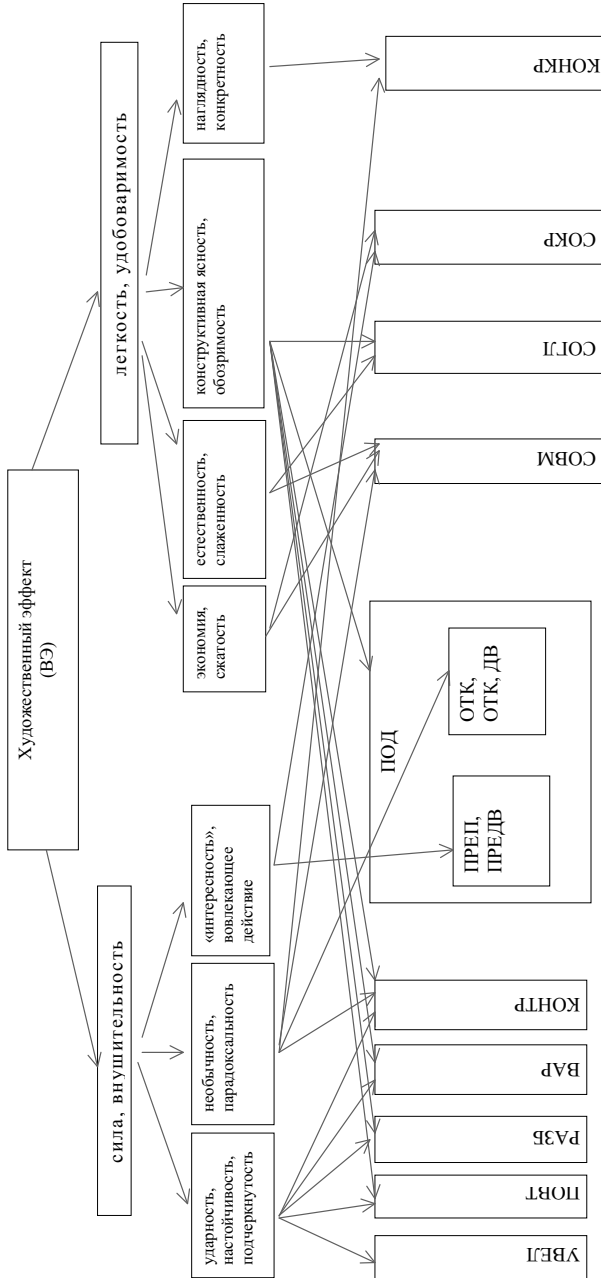 Художественный эффект
(ВЭ)
сила, внушительность
легкость, удобоваримость
ударность,
настойчивость,
подчеркнутость
необычность,
парадоксальность
«интересность»,
вовлекающее
действие
экономия,
сжатость
естественность,
слаженность
конструктивная ясность,
обозримость
наглядность,
конкретность
УВЕЛ
ПОВТ
РАЗБ
ВАР
КОНТР
ПОД
ПРЕП,
ПРЕДВ
ОТК,
ОТК, ДВ
СОВМ
СОГЛ
СОКР
КОНКР